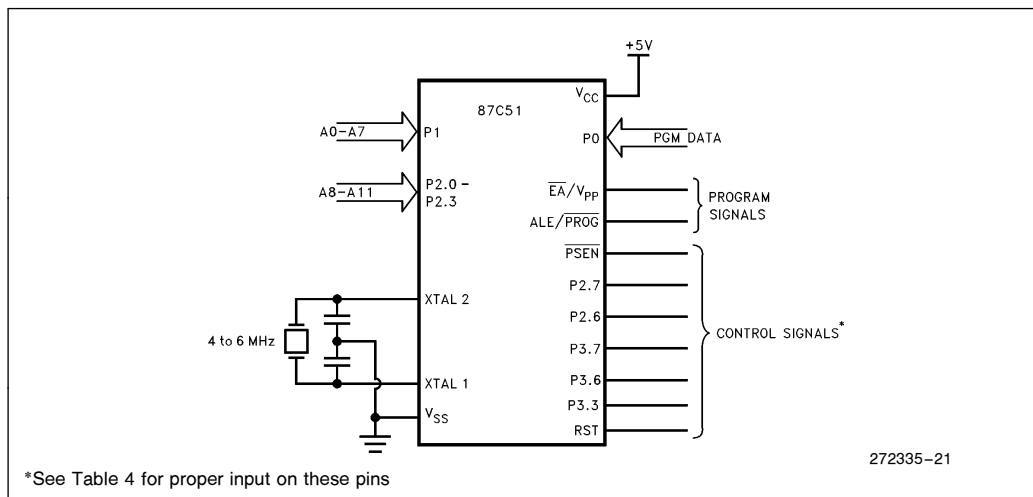 +5V
VCC
87C51
A0-A7
P1
P0
PGM DATA
A8-A11
P2.0-
P2.3
EA/VPP
PROGRAM
SIGNALS
ALE/PROG
PSEN
P2.7
XTAL 2
P2.6
4 to 6 MHz
CONTROL SIGNALS*
P3.7
XTAL 1
P3.6
VSS
P3.3
RST
272335-21
*See Table 4 for proper input on these pins